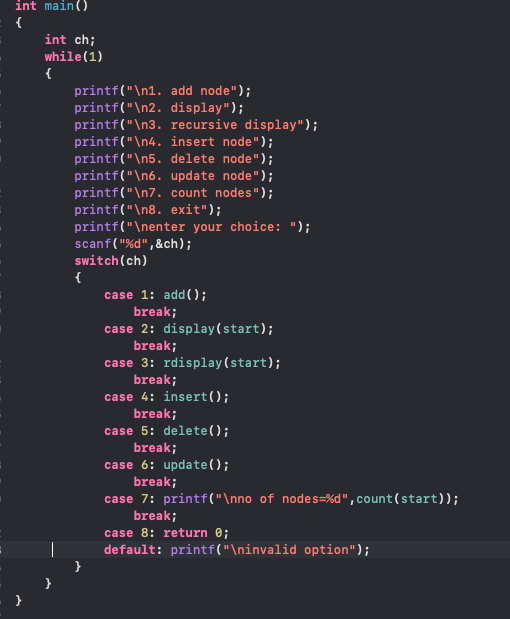 int main()
{
    int ch;
    while(1)
    {
        printf("\n1. add node");
        printf("\n2. display");
        printf("\n3. recursive display");
        printf("\n4. insert node");
        printf("\n5. delete node");
        printf("\n6. update node");
        printf("\n7. count nodes");
        printf("\n8. exit");
        printf("\nenter your choice: ");
        scanf("%d",&ch);
        switch(ch)
        {
            case 1: add();
                break;
            case 2: display(start);
                break;
            case 3: rdisplay(start);
                break;
            case 4: insert();
                break;
            case 5: delete();
                break;
            case 6: update();
                break;
            case 7: printf("\nno of nodes=%d",count(start));
                break;
            case 8: return 0;
            default: printf("\ninvalid option");
        }
    }
}